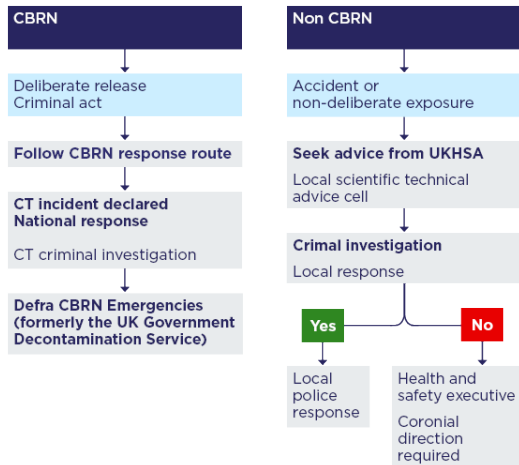 CBRN
Deliberate release
Criminal act
Follow CBRN response route
CT incident declared
National response
CT criminal investigation
Defra CBRN Emergencies
(formerly the UK Government
Decontamination Service)
Non CBRN
Accident or
non-deliberate exposure
Seek advice from UKHSA
Local scientific technical
advice cell
Crimal investigation
Local response
Yes
No
Local
police
response
Health and
safety executive
Coronial
direction
required